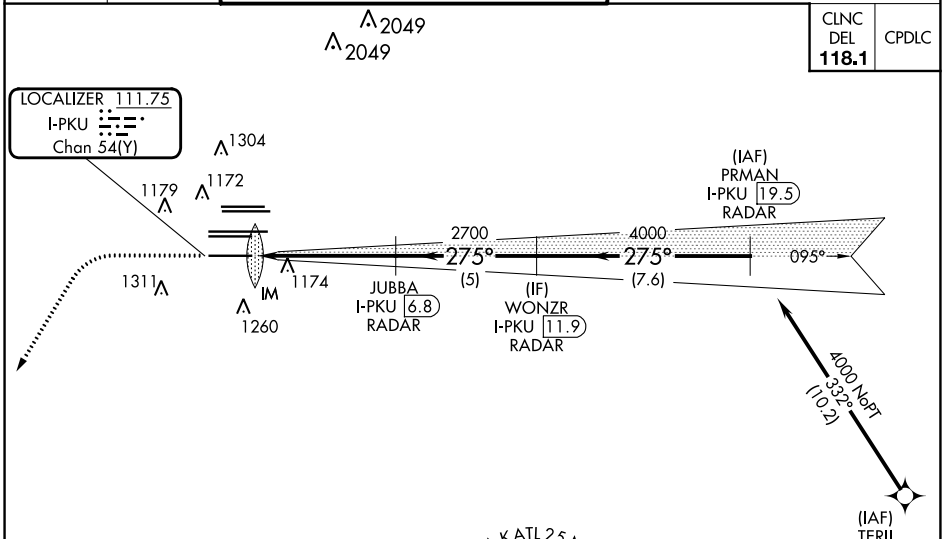 2049
2049
CLNC
DEL
118.1
CPDLC
LOCALIZER 111.75
I-PKU
Chan 54(Y)
1304
1179
1172
(IAF)
PRMAN
I-PKU 19.5
RADAR
2700
4000
275°
275°
095°
(5)
(7.6)
1311
IM
1174
1260
JUBBA
I-PKU 6.8
RADAR
(IF)
WONZR
I-PKU 11.9
RADAR
4000 NoPT
332°
(10.2)
(IAF)